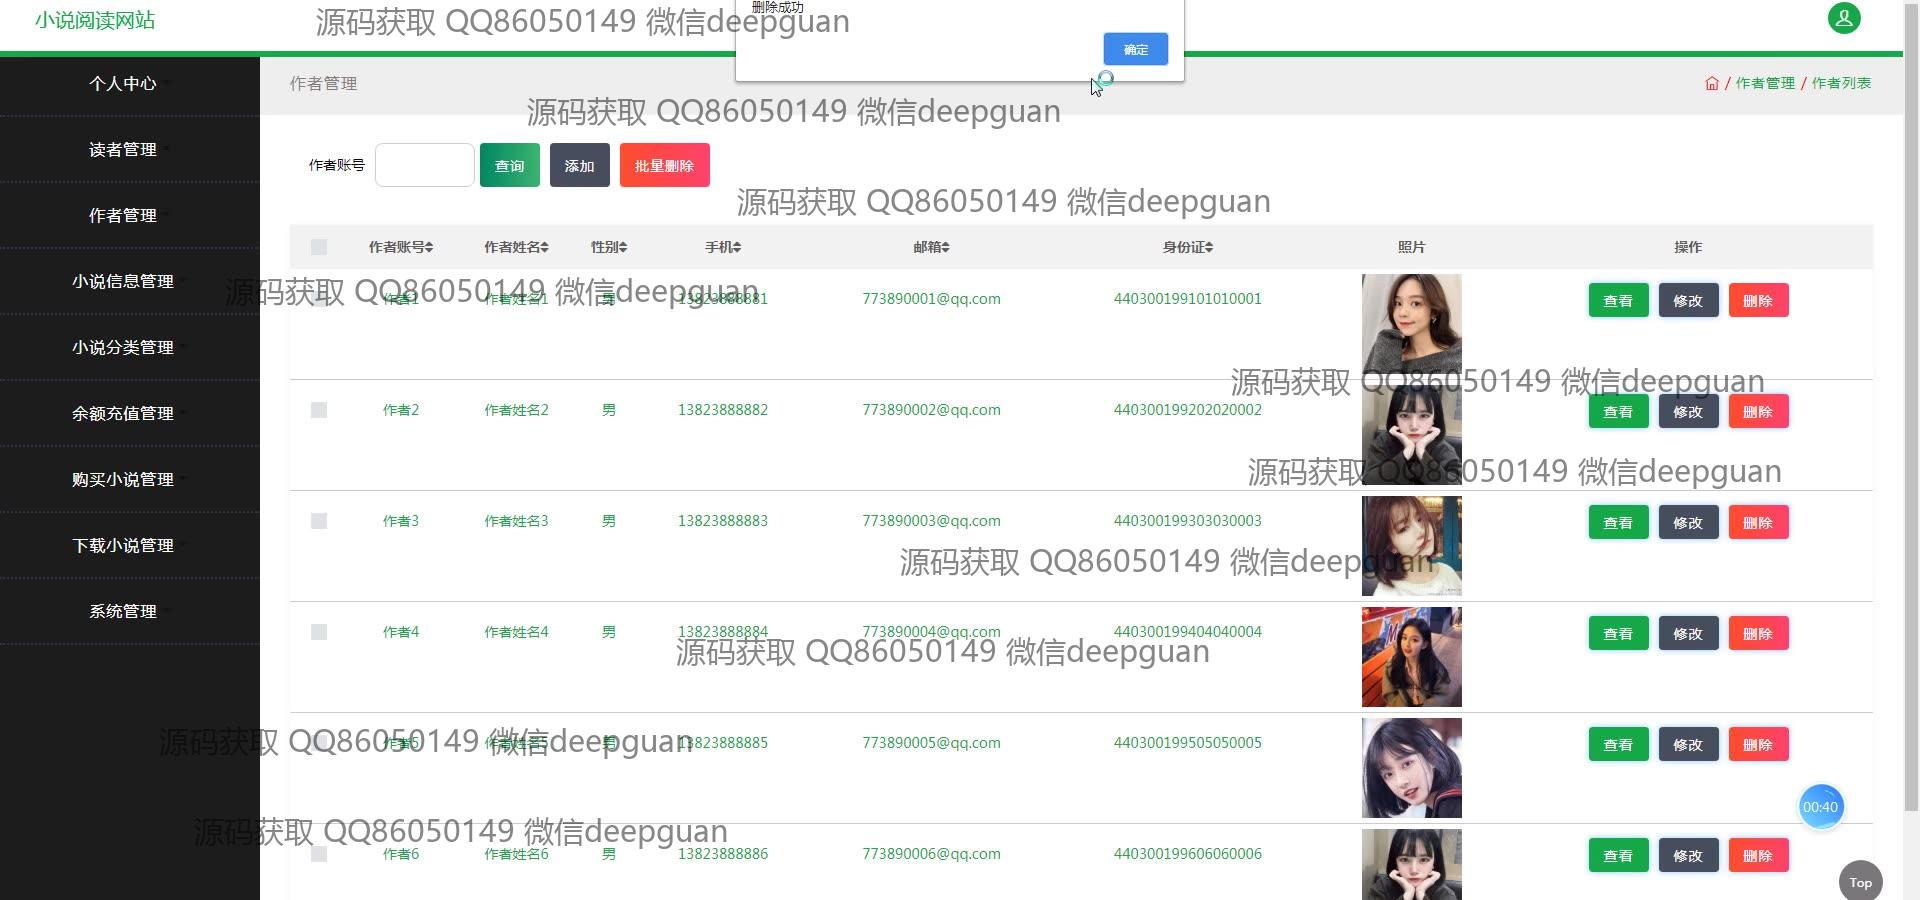 小说阅读网站
源码获取 QQ86050149 微信deepguan
删除成功
确定
个人中心
读者管理
作者管理
小说信息管理
小说分类管理
余额充值管理
购买小说管理
下载小说管理
系统管理
作者管理
/ 作者管理 / 作者列表
源码获取 QQ86050149 微信deepguan
作者账号 查询 添加 批量删除
源码获取 QQ86050149 微信deepguan
作者账号 作者姓名 性别 手机 邮箱 身份证 照片 操作
作者1 作者姓名1 男 13823888881 773890001@qq.com 440300199101010001 查看 修改 删除
源码获取 QQ86050149 微信deepguan
源码获取 QQ86050149 微信deepguan
作者2 作者姓名2 男 13823888882 773890002@qq.com 440300199202020002 查看 修改 删除
源码获取 QQ86050149 微信deepguan
作者3 作者姓名3 男 13823888883 773890003@qq.com 440300199303030003 查看 修改 删除
源码获取 QQ86050149 微信deepguan
作者4 作者姓名4 男 13823888884 773890004@qq.com 440300199404040004 查看 修改 删除
源码获取 QQ86050149 微信deepguan
作者5 作者姓名5 男 13823888885 773890005@qq.com 440300199505050005 查看 修改 删除
源码获取 QQ86050149 微信deepguan
00:40
源码获取 QQ86050149 微信deepguan
作者6 作者姓名6 男 13823888886 773890006@qq.com 440300199606060006 查看 修改 删除
Top